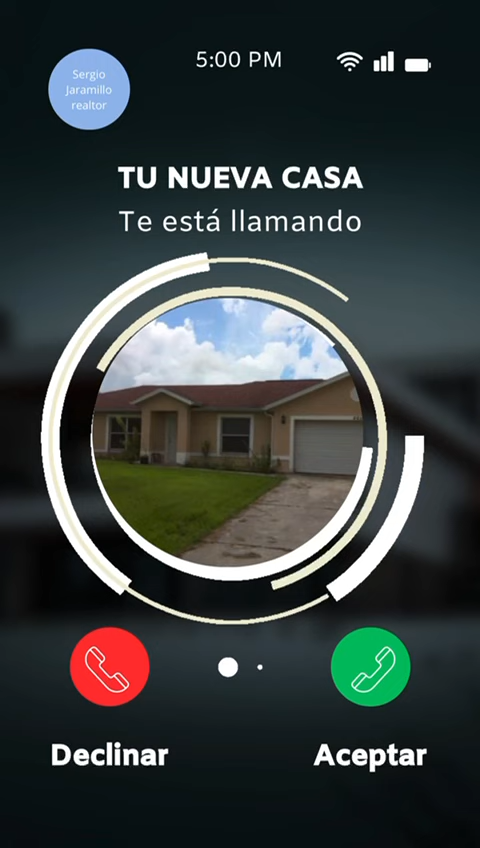 Sergio
Jaramillo
realtor
5:00 PM
TU NUEVA CASA
Te está llamando
Declinar
Aceptar